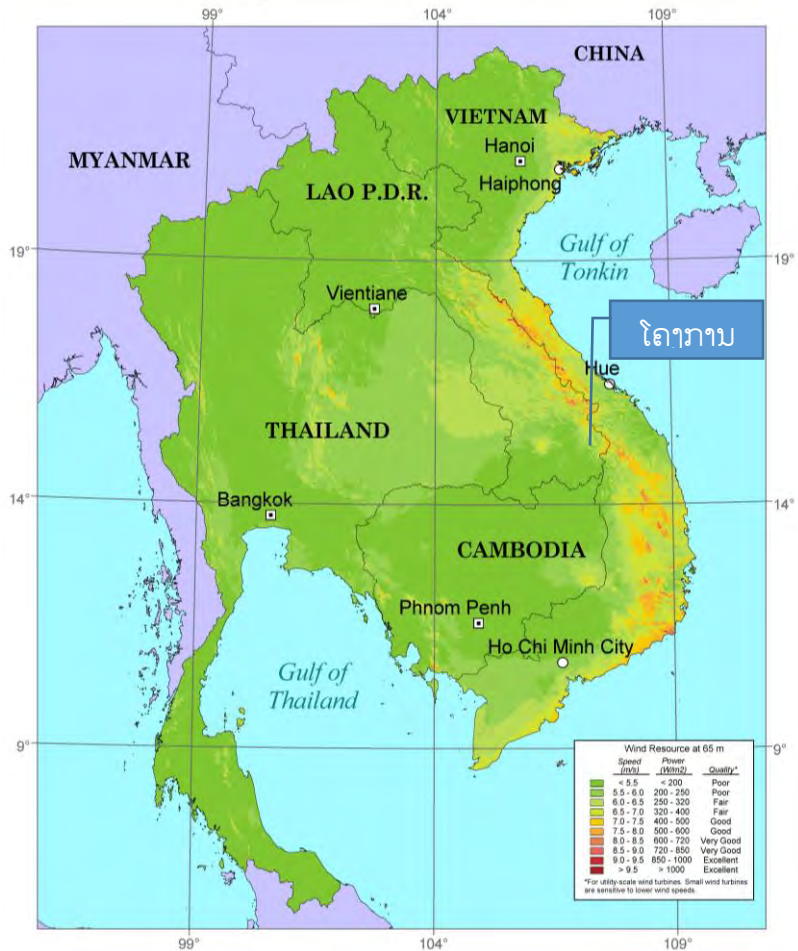 99°
104°
109°
CHINA
VIETNAM
Hanoi
MYANMAR
Haiphong
LAO P.D.R.
19°
Gulf of
Tonkin
19°
Vientiane
ໂຄງການ
Hue
THAILAND
14°
Bangkok
14°
CAMBODIA
Phnom Penh
Ho Chi Minh City
Gulf of
Thailand
9°
9°
Wind Resource at 65 m
Speed (m/s) Power (W/m2) Quality*
< 5.5 < 200 Poor
5.5 - 6.0 200 - 250 Poor
6.0 - 6.5 250 - 320 Fair
6.5 - 7.0 320 - 400 Fair
7.0 - 7.5 400 - 500 Good
7.5 - 8.0 500 - 600 Good
8.0 - 8.5 600 - 720 Very Good
8.5 - 9.0 720 - 850 Very Good
9.0 - 9.5 850 - 1000 Excellent
> 9.5 > 1000 Excellent
*For utility-scale wind turbines. Small wind turbines
are sensitive to lower wind speeds.
99°
104°
109°